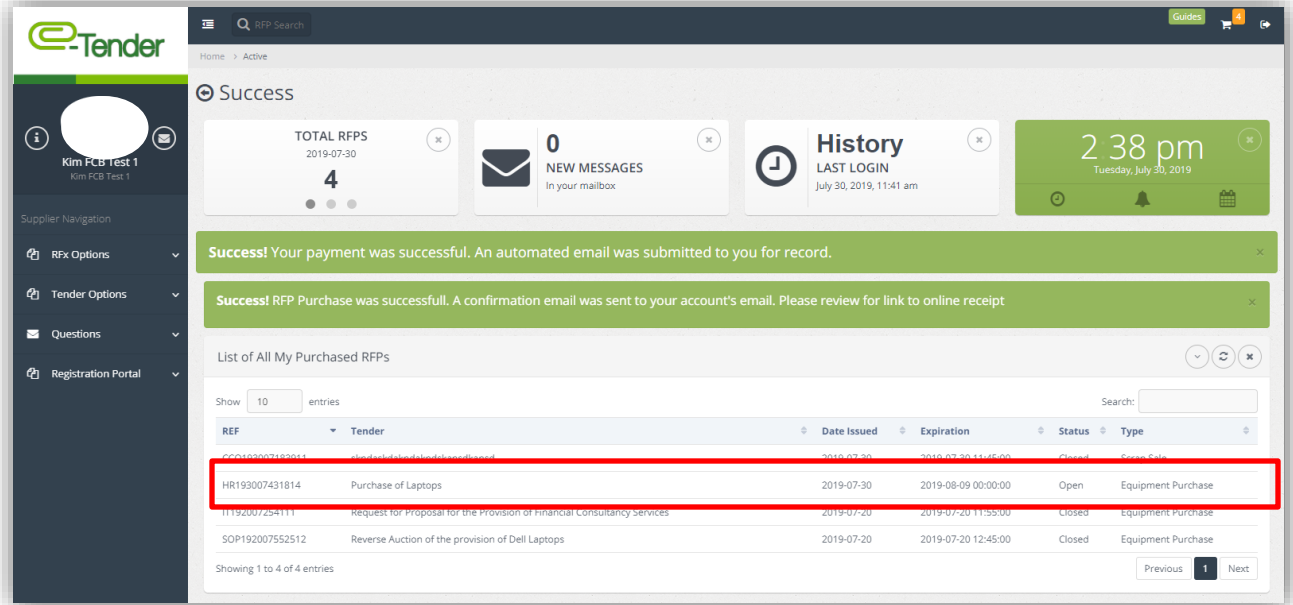 e-Tender
RFP Search
Guides
4
Home > Active
Success
TOTAL RFPS
2019-07-30
4
0
NEW MESSAGES
In your mailbox
History
LAST LOGIN
July 30, 2019, 11:41 am
2:38 pm
Tuesday, July 30, 2019
Kim FCB Test 1
Kim FCB Test 1
Supplier Navigation
RFx Options
Tender Options
Questions
Registration Portal
Success! Your payment was successful. An automated email was submitted to you for record.
Success! RFP Purchase was successfull. A confirmation email was sent to your account's email. Please review for link to online receipt
List of All My Purchased RFPs
Show 10 entries Search:
REF Tender Date Issued Expiration Status Type
CCO193007183911 2019-07-30 2019-07-30 11:45:00 Closed Scrap Sale
HR193007431814 Purchase of Laptops 2019-07-30 2019-08-09 00:00:00 Open Equipment Purchase
IT192007254111 Request for Proposal for the Provision of Financial Consultancy Services 2019-07-20 2019-07-20 11:55:00 Closed Equipment Purchase
SOP192007552512 Reverse Auction of the provision of Dell Laptops 2019-07-20 2019-07-20 12:45:00 Closed Equipment Purchase
Showing 1 to 4 of 4 entries
Previous 1 Next